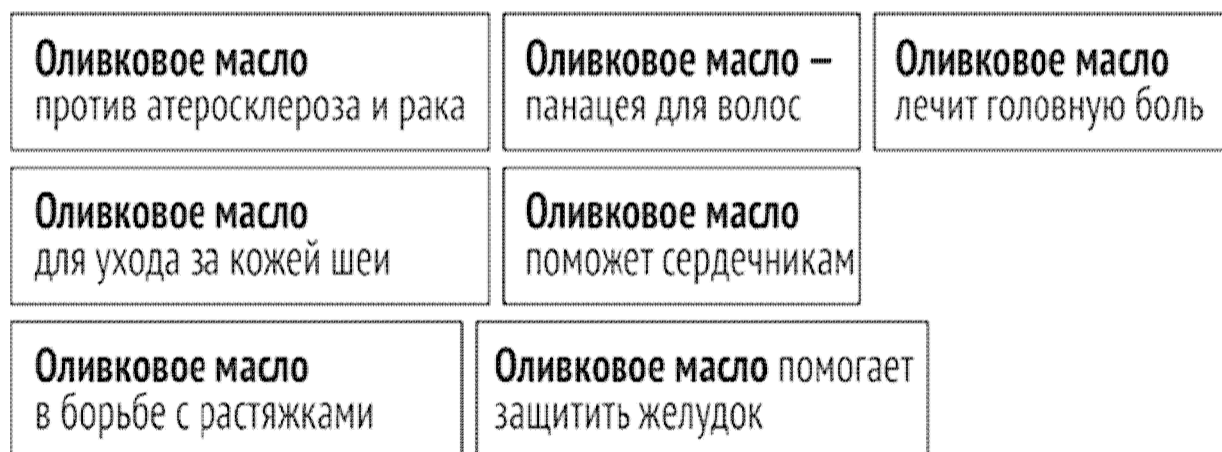 Оливковое масло
против атеросклероза и рака
Оливковое масло –
панацея для волос
Оливковое масло
лечит головную боль
Оливковое масло
для ухода за кожей шеи
Оливковое масло
поможет сердечникам
Оливковое масло
в борьбе с растяжками
Оливковое масло помогает
защитить желудок